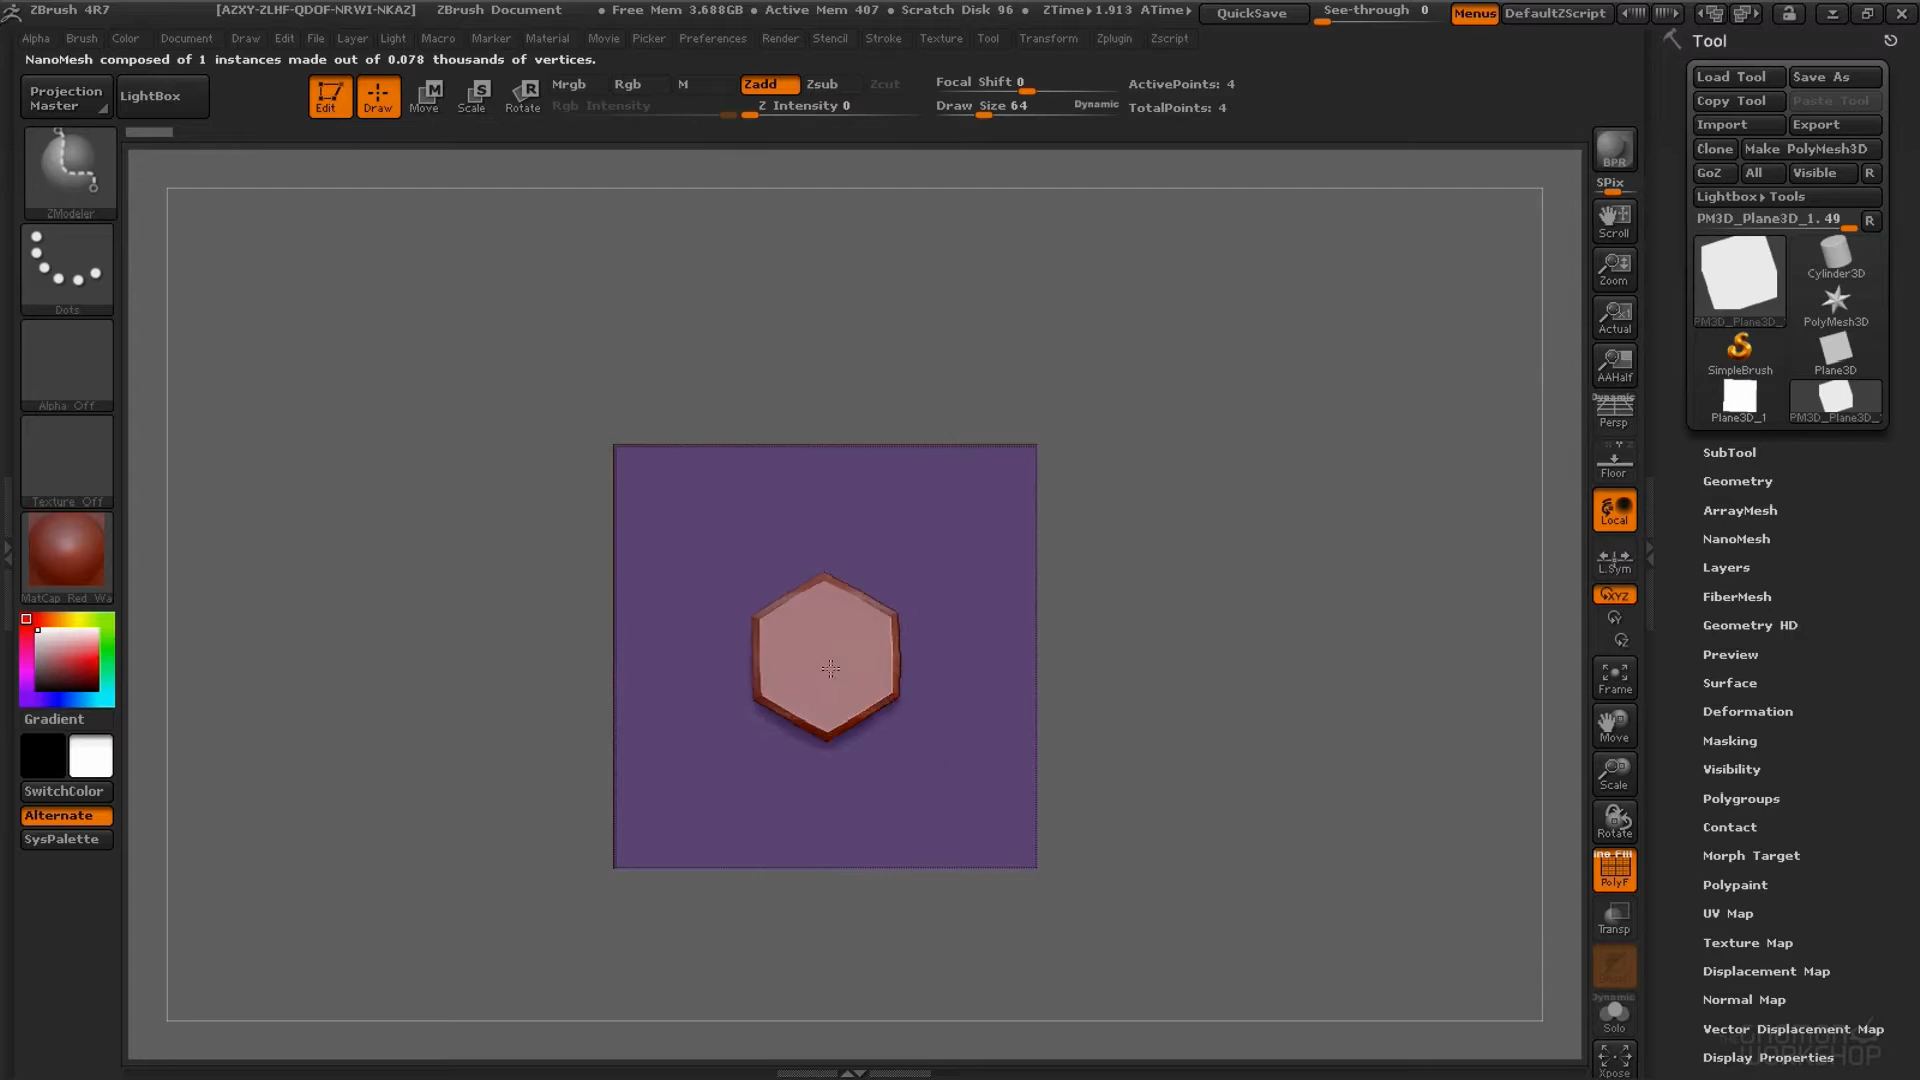 ZBrush 4R7 [AZXY-ZLHF-QDOF-NRWI-NKAZ] ZBrush Document • Free Mem 3.688GB • Active Mem 407 • Scratch Disk 96 • ZTime▸1.913 ATime▸ QuickSave See-through 0 Menus DefaultZScript
Alpha Brush Color Document Draw Edit File Layer Light Macro Marker Material Movie Picker Preferences Render Stencil Stroke Texture Tool Transform Zplugin Zscript
NanoMesh composed of 1 instances made out of 0.078 thousands of vertices.
Projection Master
LightBox
Edit
Draw
Move
Scale
Rotate
Mrgb Rgb M Zadd Zsub Zcut
Rgb Intensity Z Intensity 0
Focal Shift 0
Draw Size 64 Dynamic
ActivePoints: 4
TotalPoints: 4
ZModeler
Dots
Alpha Off
Texture Off
MatCap Red Wa
Gradient
SwitchColor
Alternate
SysPalette
BPR
SPix
Scroll
Zoom
Actual
AAHalf
Dynamic
Persp
Floor
Local
L.Sym
XYZ
Y
Z
Frame
Move
Scale
Rotate
ine Fill
PolyF
Transp
Dynamic
Solo
Xpose
Tool
Load Tool Save As
Copy Tool Paste Tool
Import Export
Clone Make PolyMesh3D
GoZ All Visible R
Lightbox▸Tools
PM3D_Plane3D_1. 49 R
PM3D_Plane3D_
Cylinder3D
PolyMesh3D
SimpleBrush
Plane3D
Plane3D_1
PM3D_Plane3D_
SubTool
Geometry
ArrayMesh
NanoMesh
Layers
FiberMesh
Geometry HD
Preview
Surface
Deformation
Masking
Visibility
Polygroups
Contact
Morph Target
Polypaint
UV Map
Texture Map
Displacement Map
Normal Map
Vector Displacement Map
Display Properties
WORKSHOP